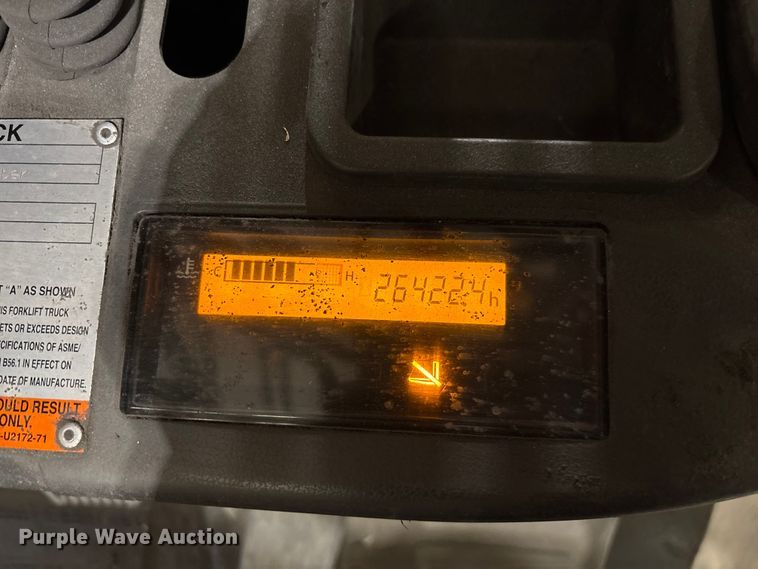 CK
T "A" AS SHOWN
IS FORKLIFT TRUCK
ETS OR EXCEEDS DESIGN
CIFICATIONS OF ASME/
I B56.1 IN EFFECT ON
DATE OF MANUFACTURE.
OULD RESULT
ONLY.
-U2172-71
C H 26422.4h
Purple Wave Auction